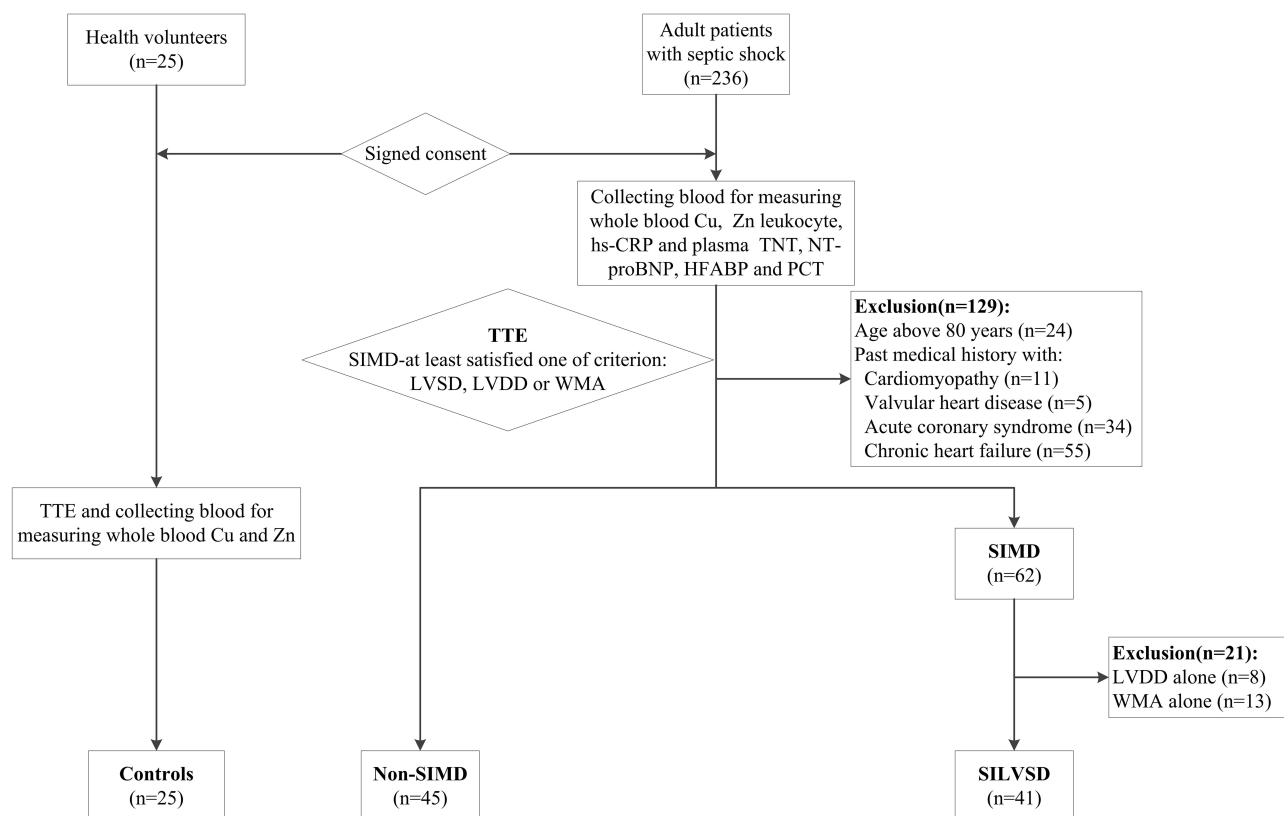 Health volunteers
(n=25)
Adult patients
with septic shock
(n=236)
Signed consent
Collecting blood for measuring
whole blood Cu, Zn leukocyte,
hs-CRP and plasma TNT, NT-
proBNP, HFABP and PCT
TTE
SIMD-at least satisfied one of criterion:
LVSD, LVDD or WMA
Exclusion(n=129):
Age above 80 years (n=24)
Past medical history with:
Cardiomyopathy (n=11)
Valvular heart disease (n=5)
Acute coronary syndrome (n=34)
Chronic heart failure (n=55)
TTE and collecting blood for
measuring whole blood Cu and Zn
SIMD
(n=62)
Exclusion(n=21):
LVDD alone (n=8)
WMA alone (n=13)
Controls
(n=25)
Non-SIMD
(n=45)
SILVSD
(n=41)